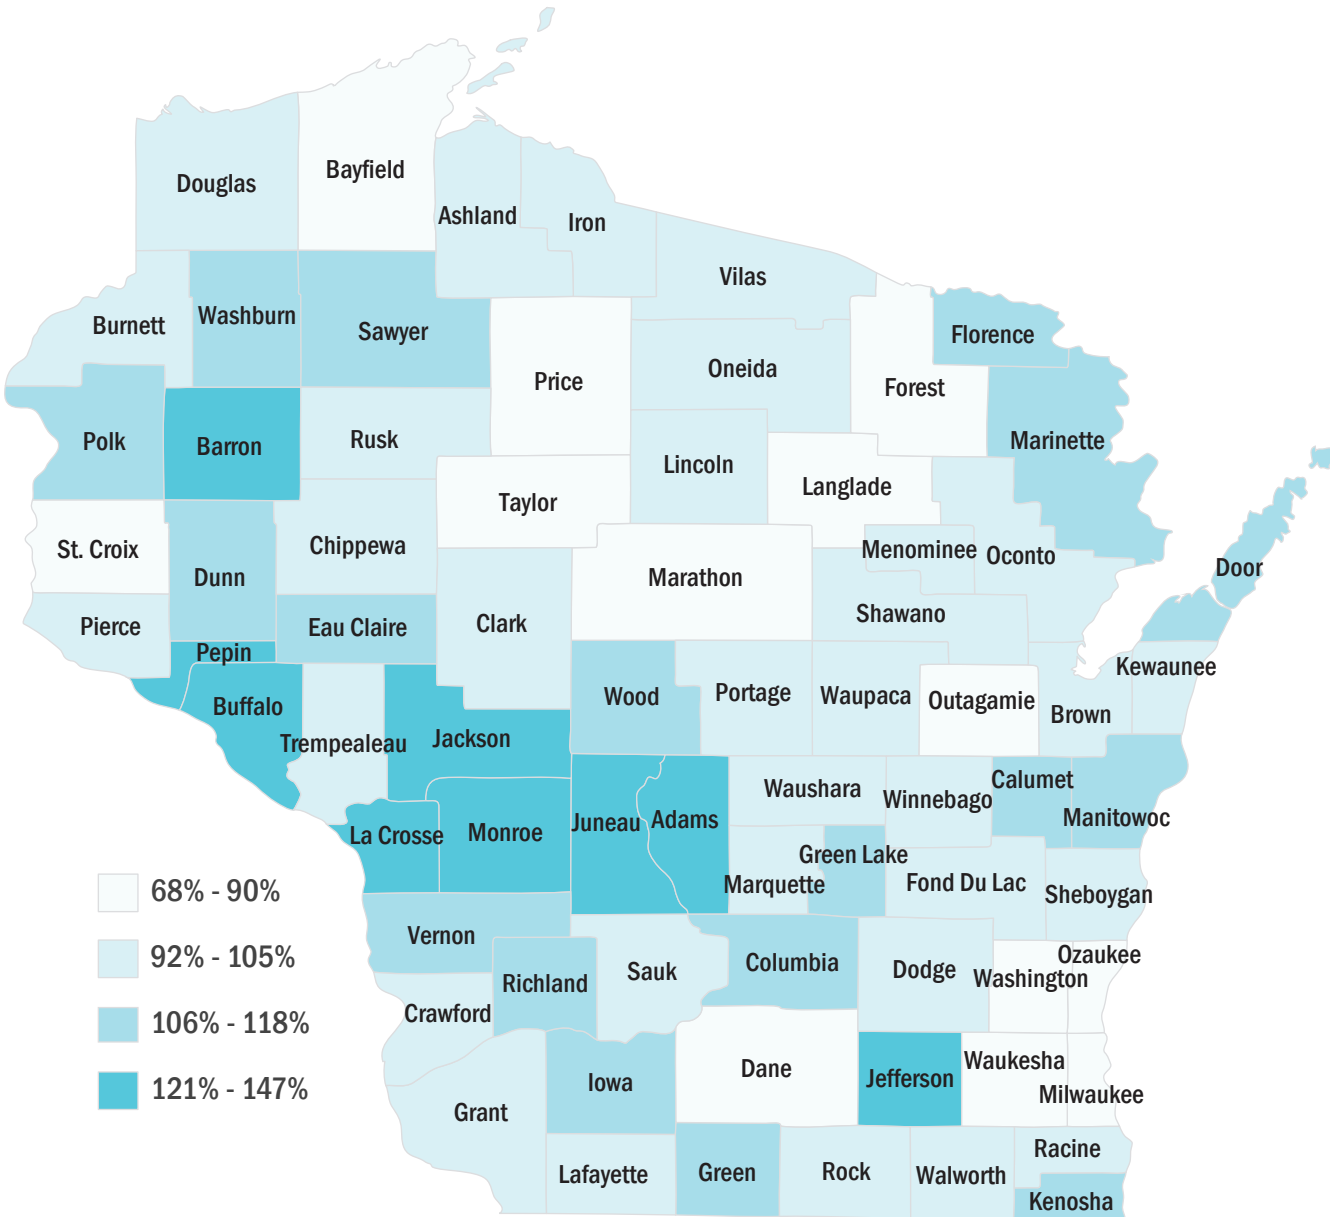 Bayfield
Douglas
Ashland
Iron
Vilas
Washburn
Burnett
Sawyer
Florence
Oneida
Price
Forest
Marinette
Polk
Barron
Rusk
Lincoln
Langlade
Taylor
Chippewa
St. Croix
Menominee
Oconto
Door
Dunn
Marathon
Shawano
Pierce
Eau Claire
Clark
Pepin
Kewaunee
Wood
Portage
Waupaca
Outagamie
Buffalo
Brown
Trempealeau
Jackson
Calumet
Waushara
Winnebago
Manitowoc
Juneau
Adams
Monroe
La Crosse
Green Lake
Marquette
Fond Du Lac
Sheboygan
68% - 90%
92% - 105%
106% - 118%
121% - 147%
Vernon
Richland
Sauk
Columbia
Dodge
Ozaukee
Washington
Crawford
Iowa
Dane
Jefferson
Waukesha
Milwaukee
Grant
Lafayette
Green
Rock
Walworth
Racine
Kenosha